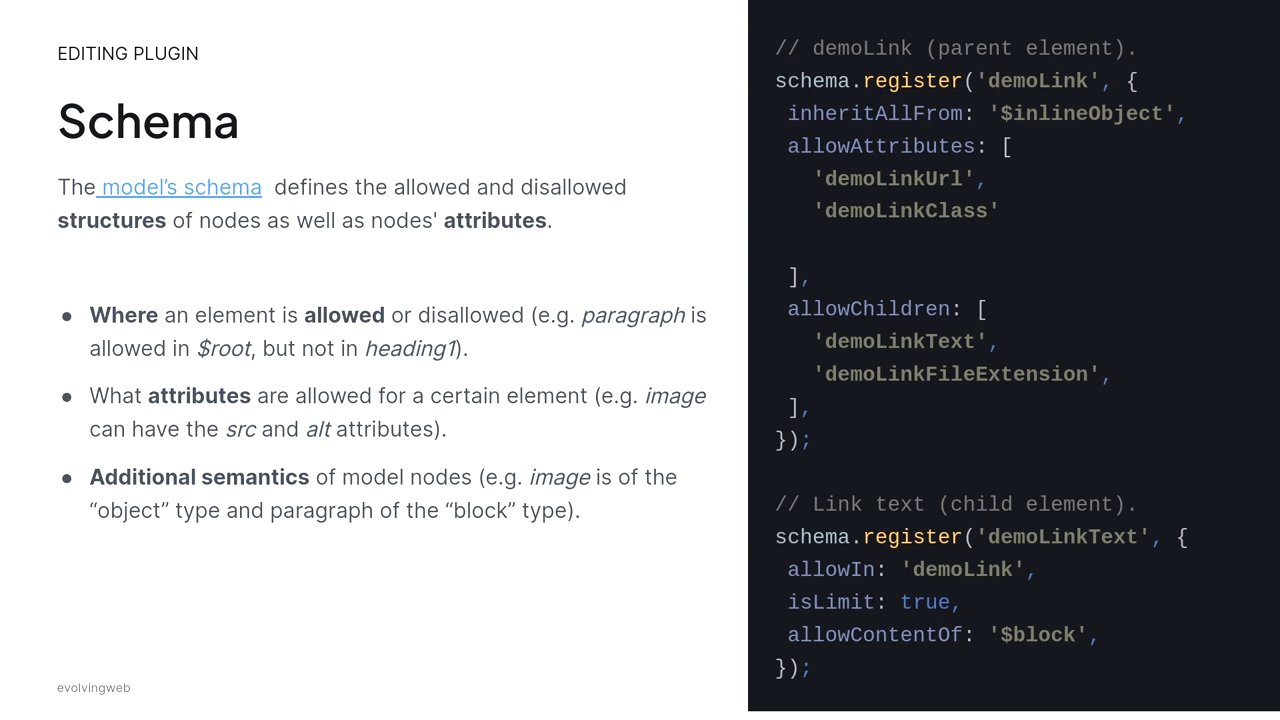 EDITING PLUGIN
Schema
The model's schema defines the allowed and disallowed
structures of nodes as well as nodes' attributes.
● Where an element is allowed or disallowed (e.g. paragraph is
allowed in $root, but not in heading1).
● What attributes are allowed for a certain element (e.g. image
can have the src and alt attributes).
● Additional semantics of model nodes (e.g. image is of the
“object” type and paragraph of the “block” type).
evolvingweb
// demoLink (parent element).
schema.register('demoLink', {
 inheritAllFrom: '$inlineObject',
 allowAttributes: [
   'demoLinkUrl',
   'demoLinkClass'
 ],
 allowChildren: [
   'demoLinkText',
   'demoLinkFileExtension',
 ],
});
// Link text (child element).
schema.register('demoLinkText', {
 allowIn: 'demoLink',
 isLimit: true,
 allowContentOf: '$block',
});